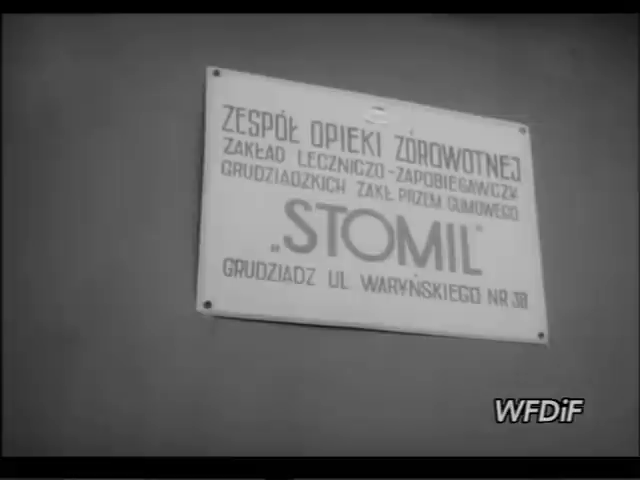 ZESPÓŁ OPIEKI ZDROWOTNEJ
ZAKŁAD LECZNICZO-ZAPOBIEGAWCZY
GRUDZIĄDZKICH ZAKŁ. PRZEM. GUMOWEGO
„STOMIL"
GRUDZIĄDZ UL. WARYŃSKIEGO NR 38
WFDiF